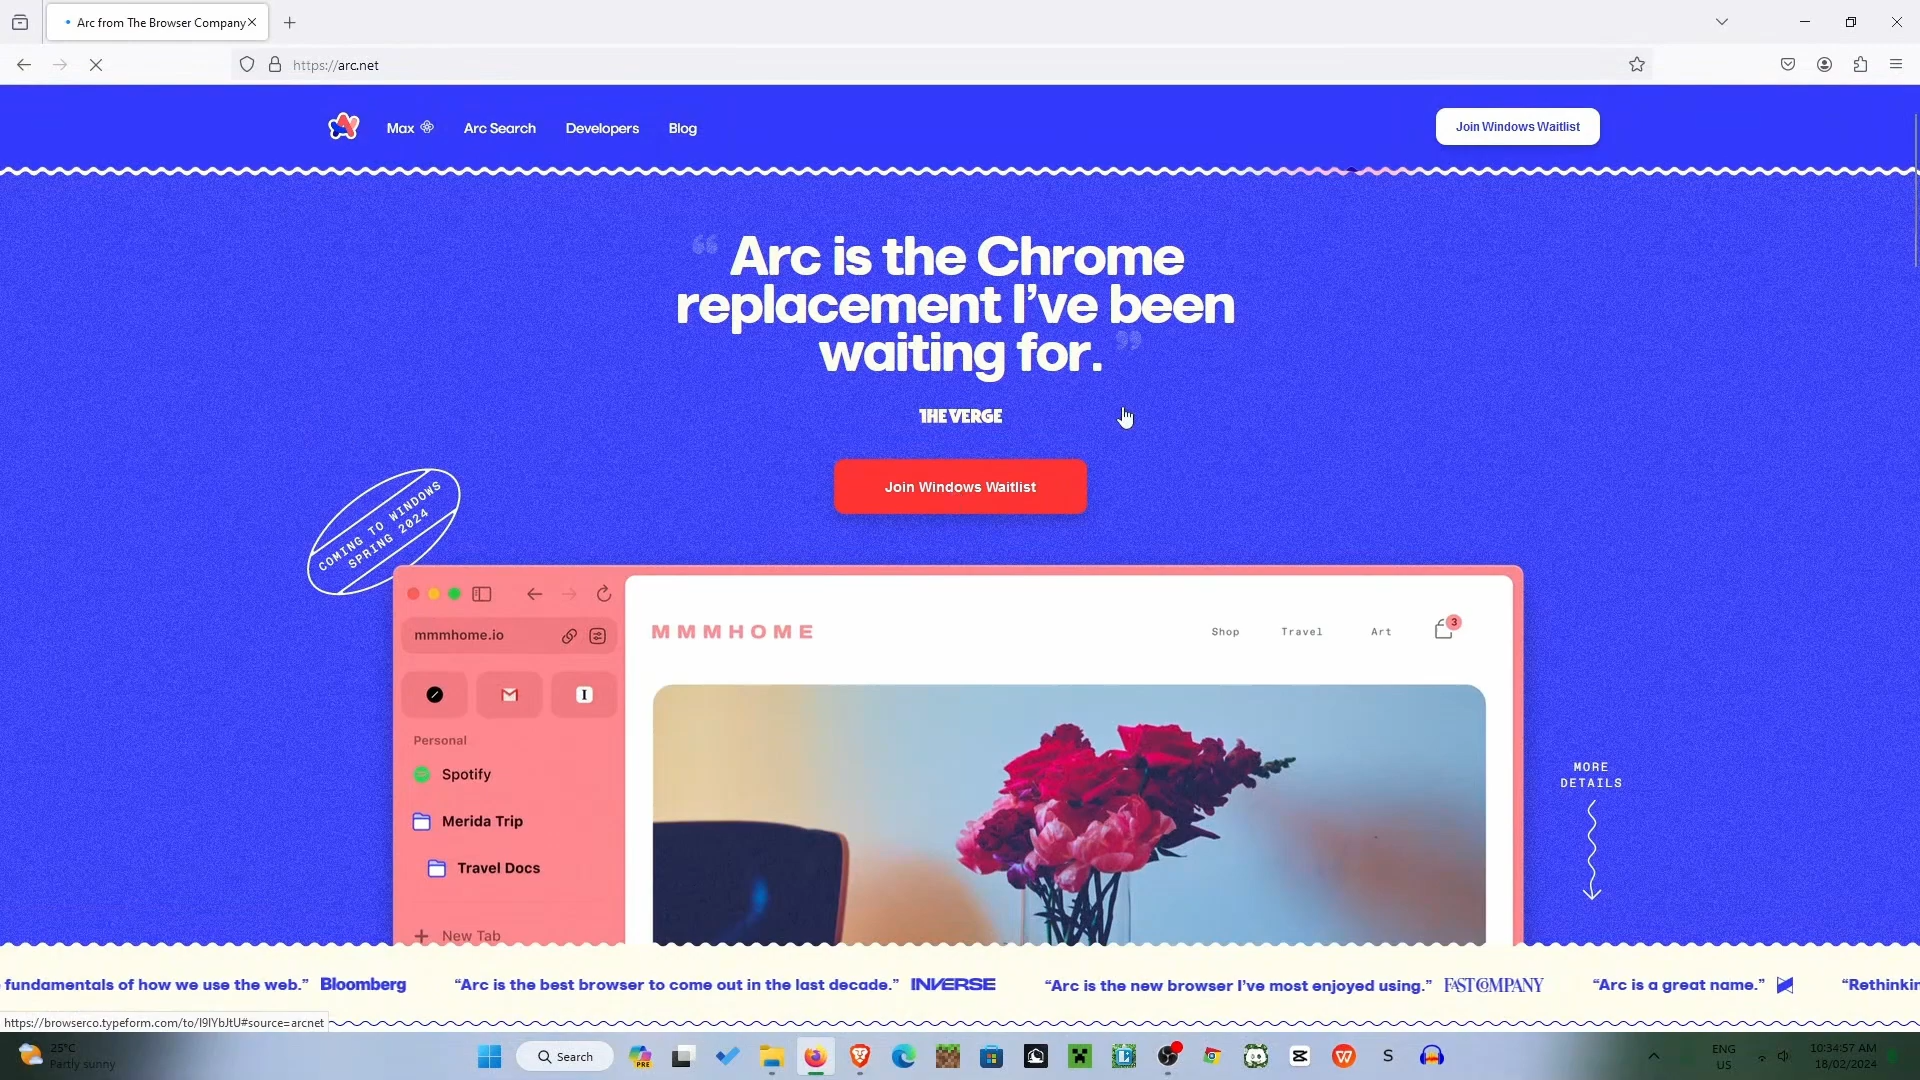 Arc from The Browser Company
https://arc.net
Max
Arc Search
Developers
Blog
Join Windows Waitlist
“Arc is the Chrome
replacement I’ve been
waiting for.”
THE VERGE
Join Windows Waitlist
COMING TO WINDOWS
SPRING 2024
mmmhome.io
Personal
Spotify
Merida Trip
Travel Docs
New Tab
MMMHOME
Shop
Travel
Art
3
MORE
DETAILS
fundamentals of how we use the web.” Bloomberg “Arc is the best browser to come out in the last decade.” INVERSE “Arc is the new browser I’ve most enjoyed using.” FAST COMPANY “Arc is a great name.” “Rethinkin
https://browserco.typeform.com/to/I9IYbJtU#source=arcnet
25°C
Partly sunny
Search
PRE
ENG
US
10:34:57 AM
18/02/2024